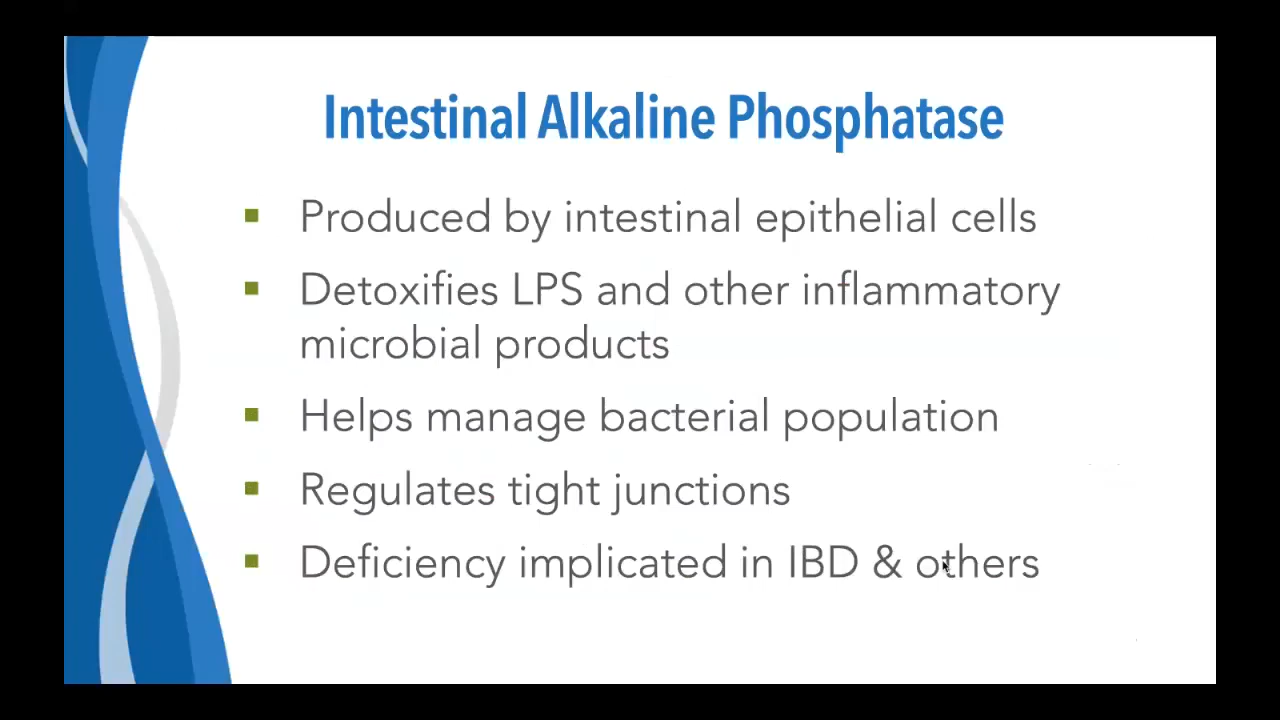 Intestinal Alkaline Phosphatase
▪ Produced by intestinal epithelial cells
▪ Detoxifies LPS and other inflammatory
microbial products
▪ Helps manage bacterial population
▪ Regulates tight junctions
▪ Deficiency implicated in IBD & others